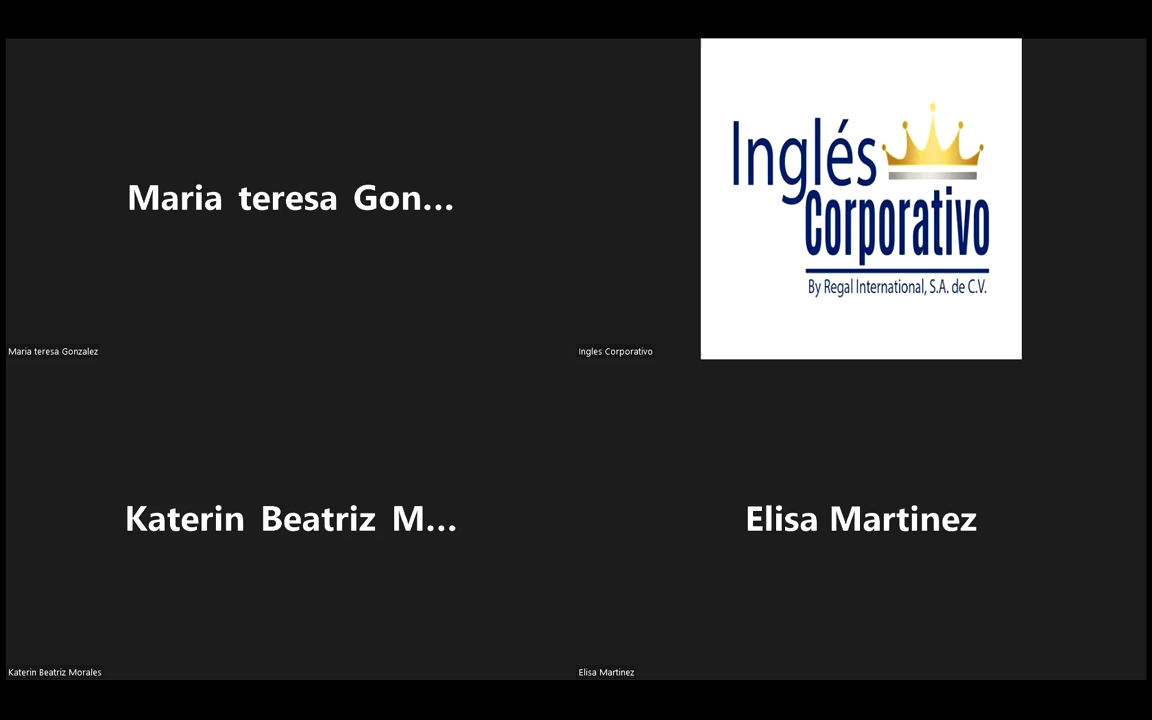 Maria teresa Gon...
Inglés
Corporativo
By Regal International, S.A. de C.V.
Maria teresa Gonzalez
Ingles Corporativo
Katerin Beatriz M...
Elisa Martinez
Katerin Beatriz Morales
Elisa Martinez